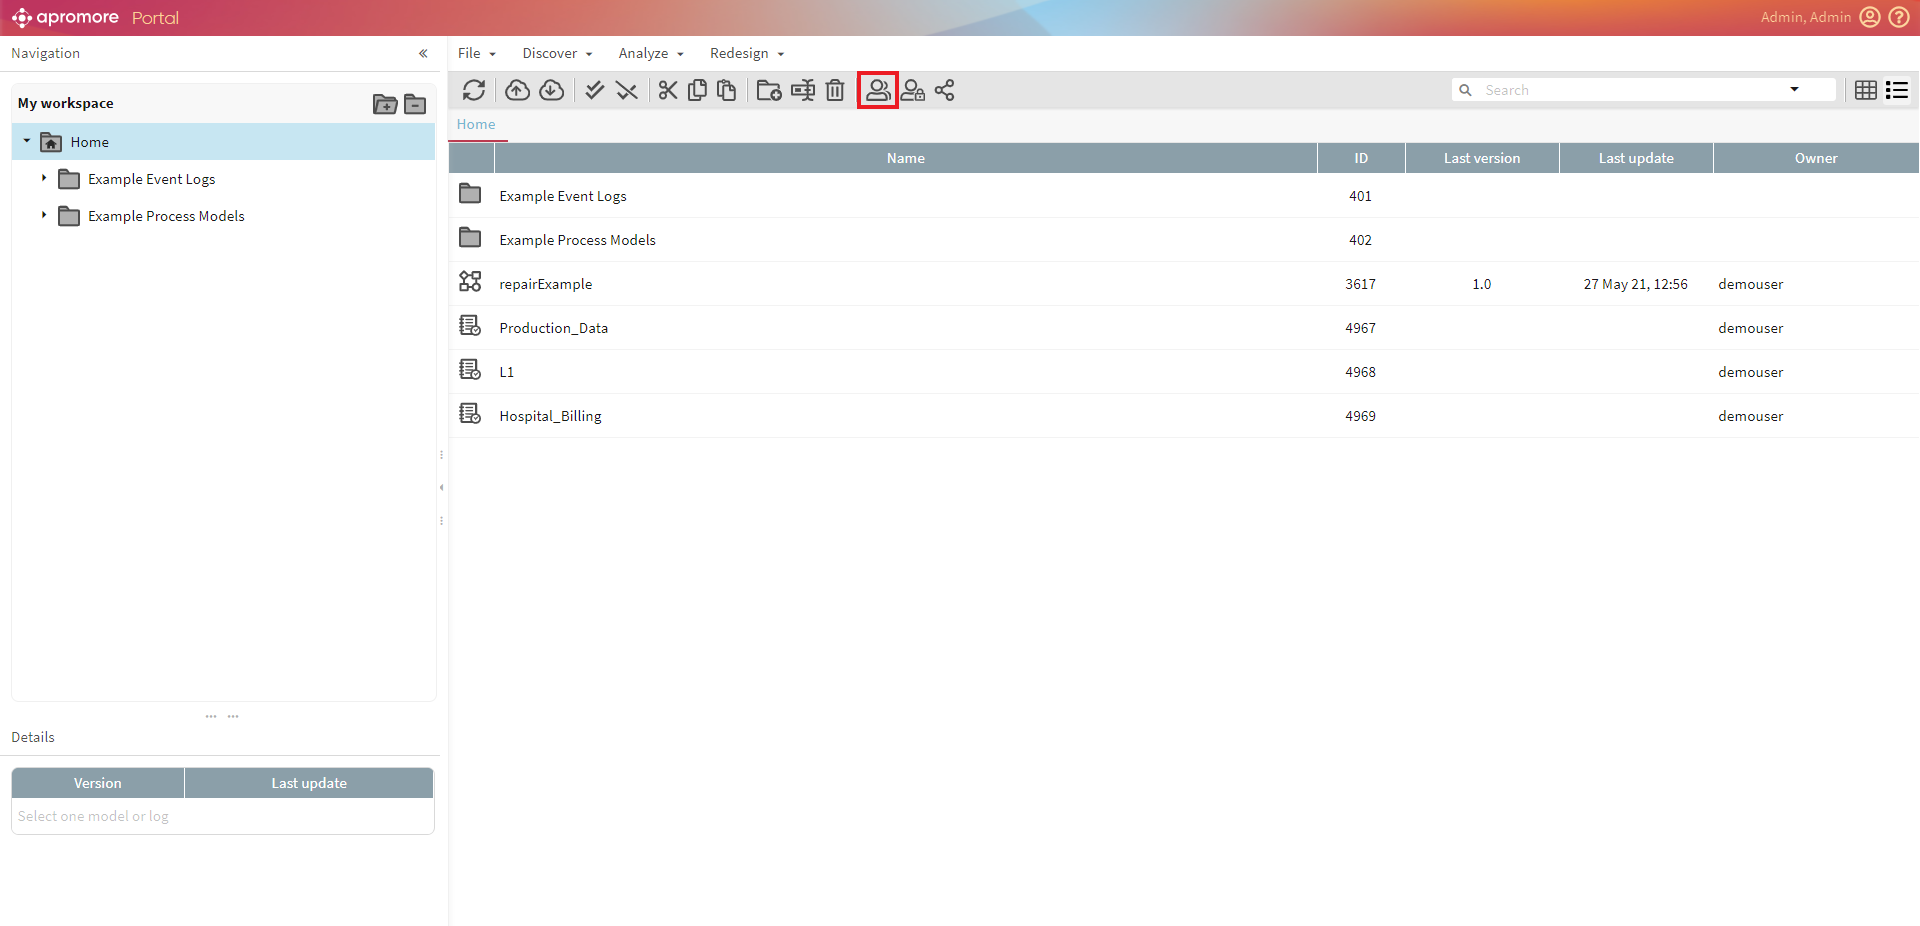 apromore Portal Admin, Admin
Navigation
File Discover Analyze Redesign
My workspace
Search
Home
Home
Example Event Logs
Example Process Models
Name ID Last version Last update Owner
Example Event Logs 401
Example Process Models 402
repairExample 3617 1.0 27 May 21, 12:56 demouser
Production_Data 4967 demouser
L1 4968 demouser
Hospital_Billing 4969 demouser
Details
Version Last update
Select one model or log